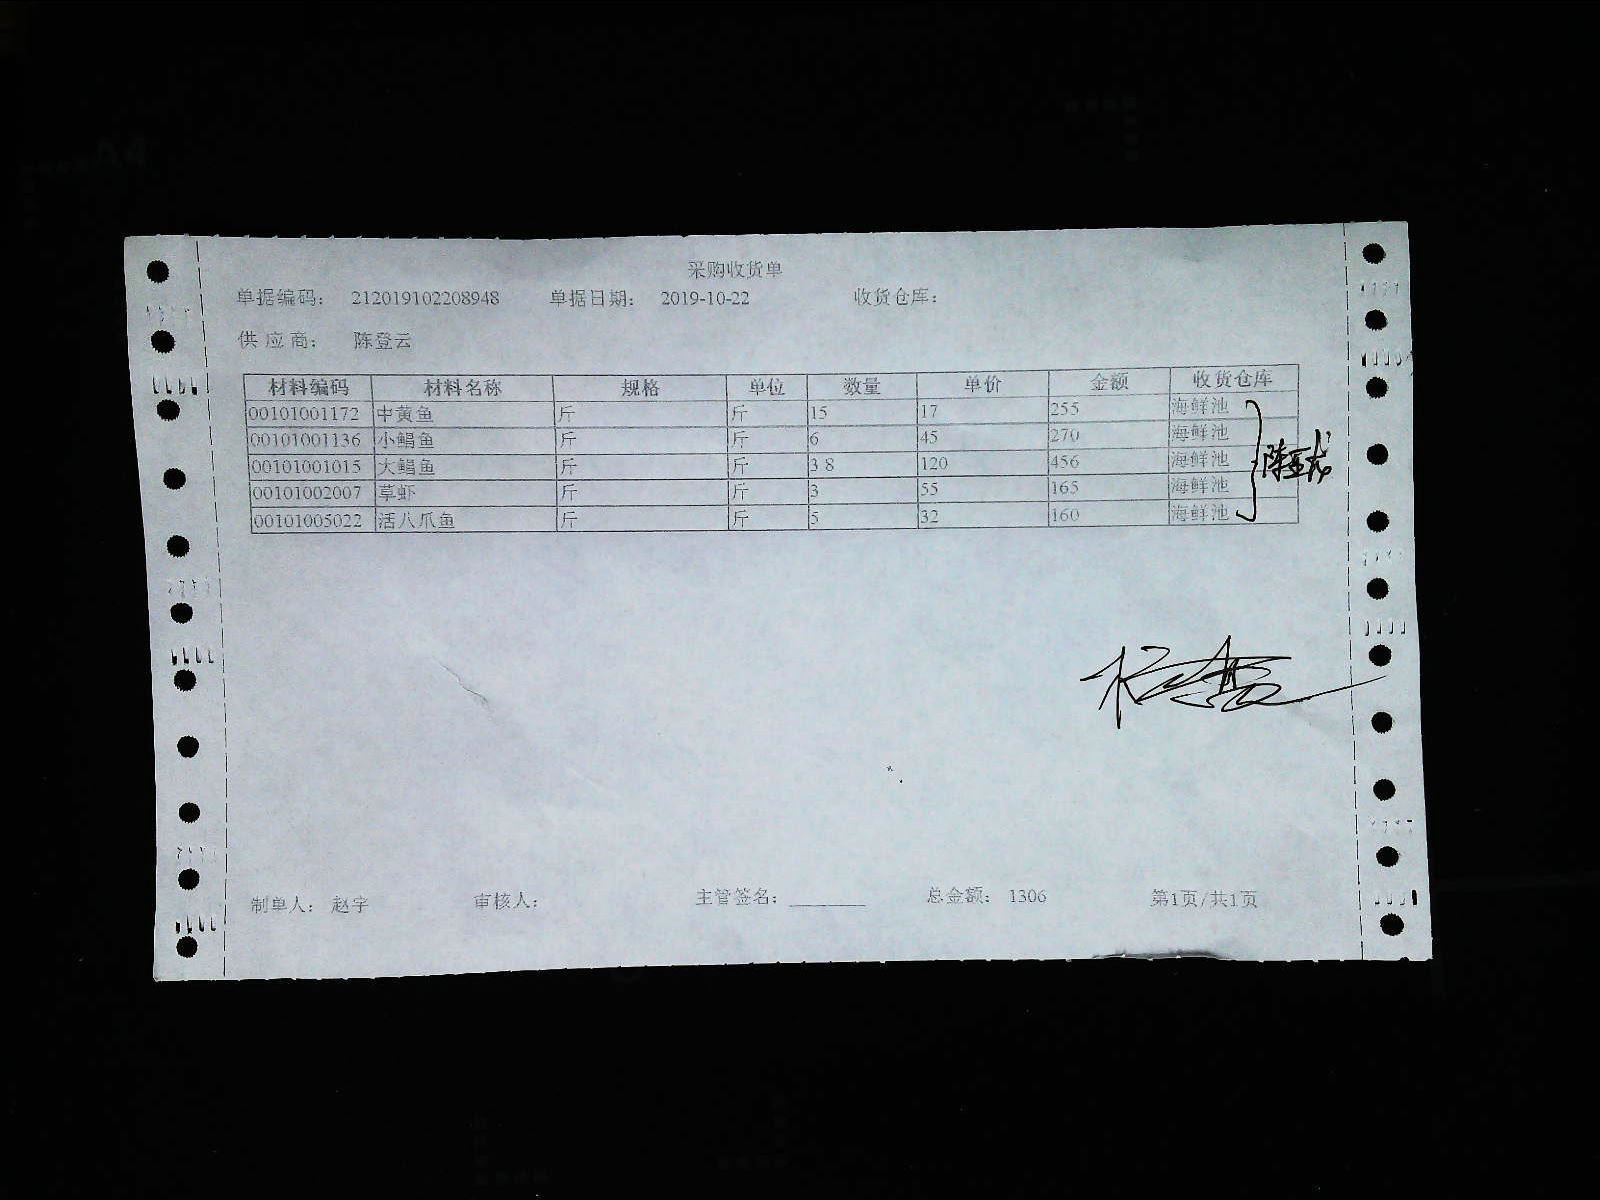 采购收货单
单据编码： 212019102208948 单据日期： 2019-10-22 收货仓库：
供应商： 陈登云
材料编码 材料名称 规格 单位 数量 单价 金额 收货仓库
00101001172 中黄鱼 斤 斤 15 17 255 海鲜池
00101001136 小鲳鱼 斤 斤 6 45 270 海鲜池
00101001015 大鲳鱼 斤 斤 3 8 120 456 海鲜池
00101002007 草虾 斤 斤 3 55 165 海鲜池
00101005022 活八爪鱼 斤 斤 5 32 160 海鲜池
制单人： 赵宇 审核人： 主管签名： 总金额： 1306 第1页/共1页